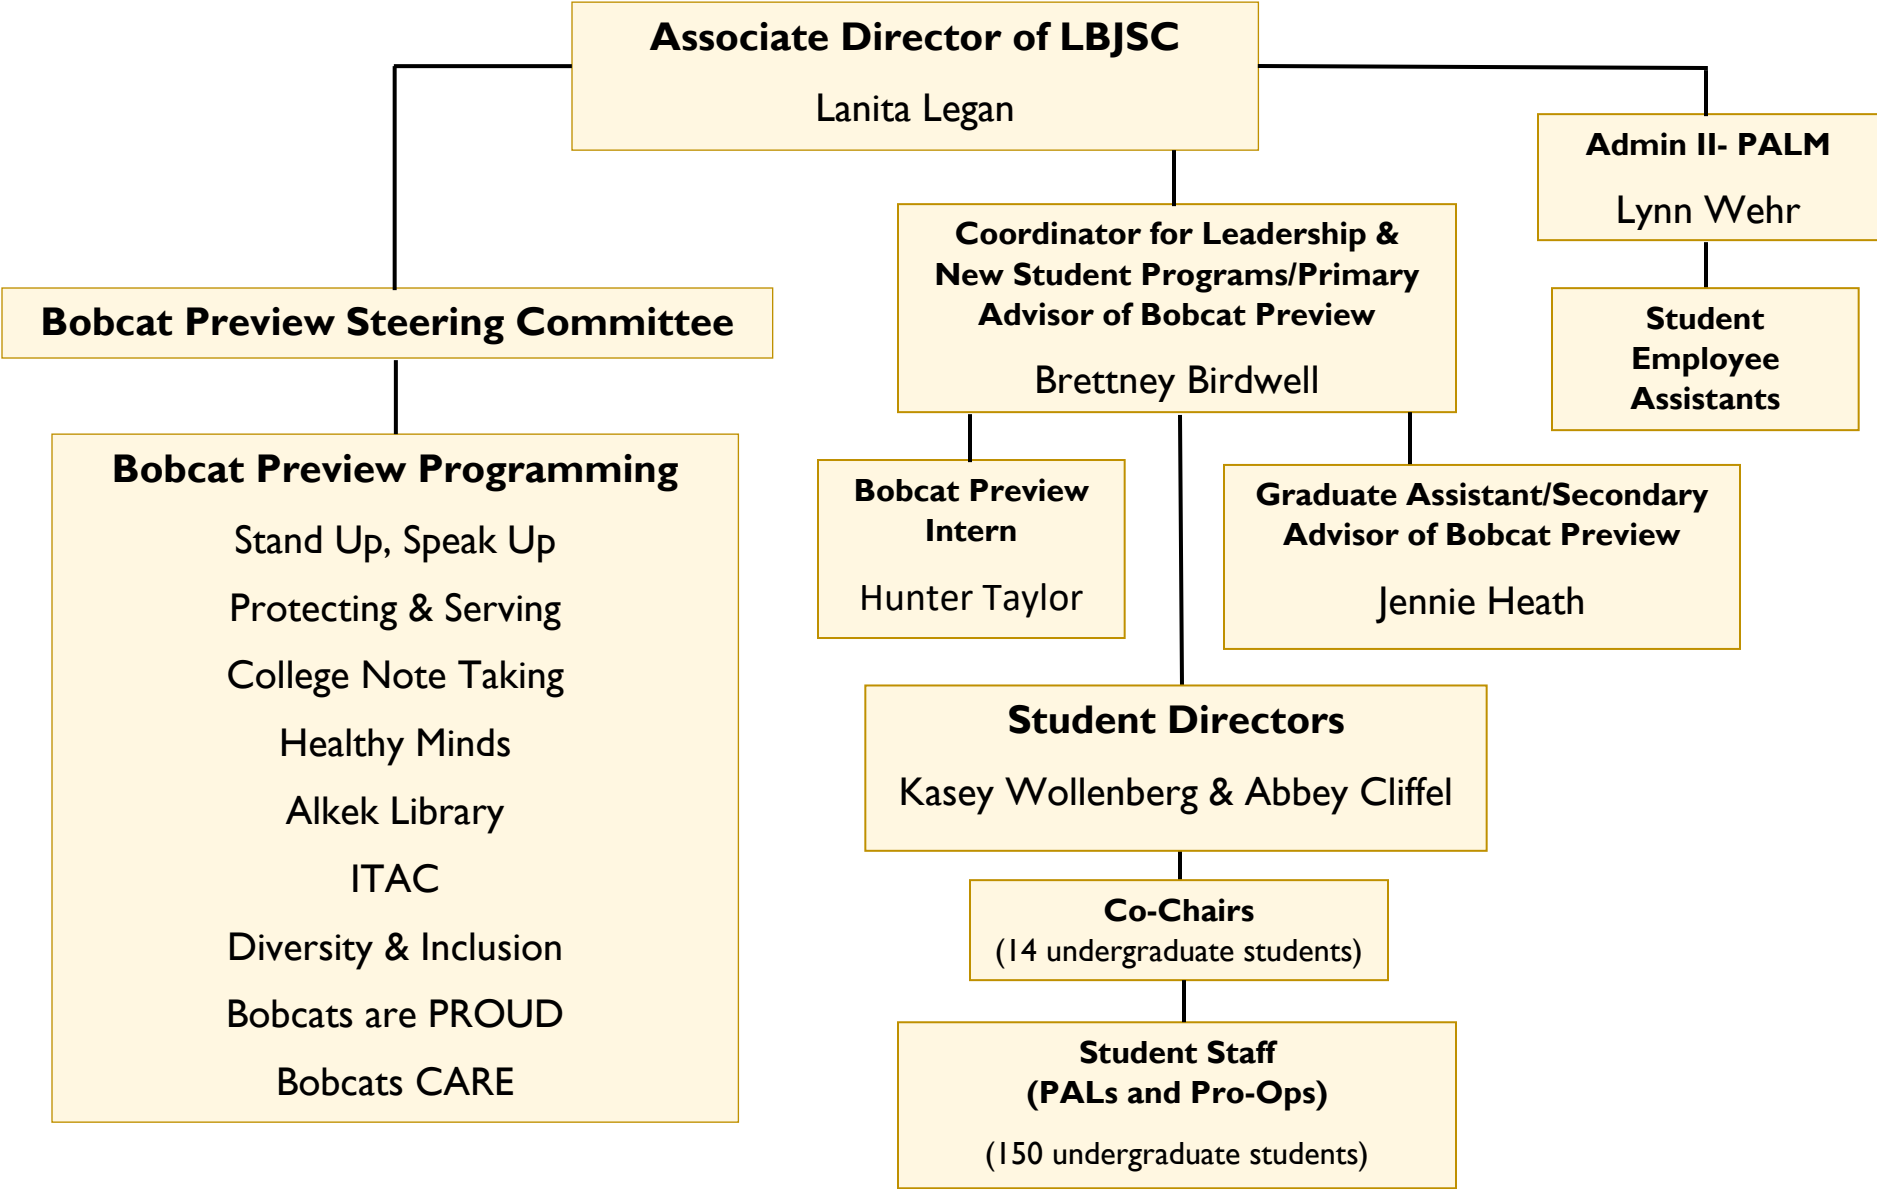 Associate Director of LBJSC
Lanita Legan
Admin II- PALM
Lynn Wehr
Student
Employee
Assistants
Coordinator for Leadership &
New Student Programs/Primary
Advisor of Bobcat Preview
Brettney Birdwell
Bobcat Preview Steering Committee
Bobcat Preview Programming
Stand Up, Speak Up
Protecting & Serving
College Note Taking
Healthy Minds
Alkek Library
ITAC
Diversity & Inclusion
Bobcats are PROUD
Bobcats CARE
Bobcat Preview
Intern
Hunter Taylor
Graduate Assistant/Secondary
Advisor of Bobcat Preview
Jennie Heath
Student Directors
Kasey Wollenberg & Abbey Cliffel
Co-Chairs
(14 undergraduate students)
Student Staff
(PALs and Pro-Ops)
(150 undergraduate students)